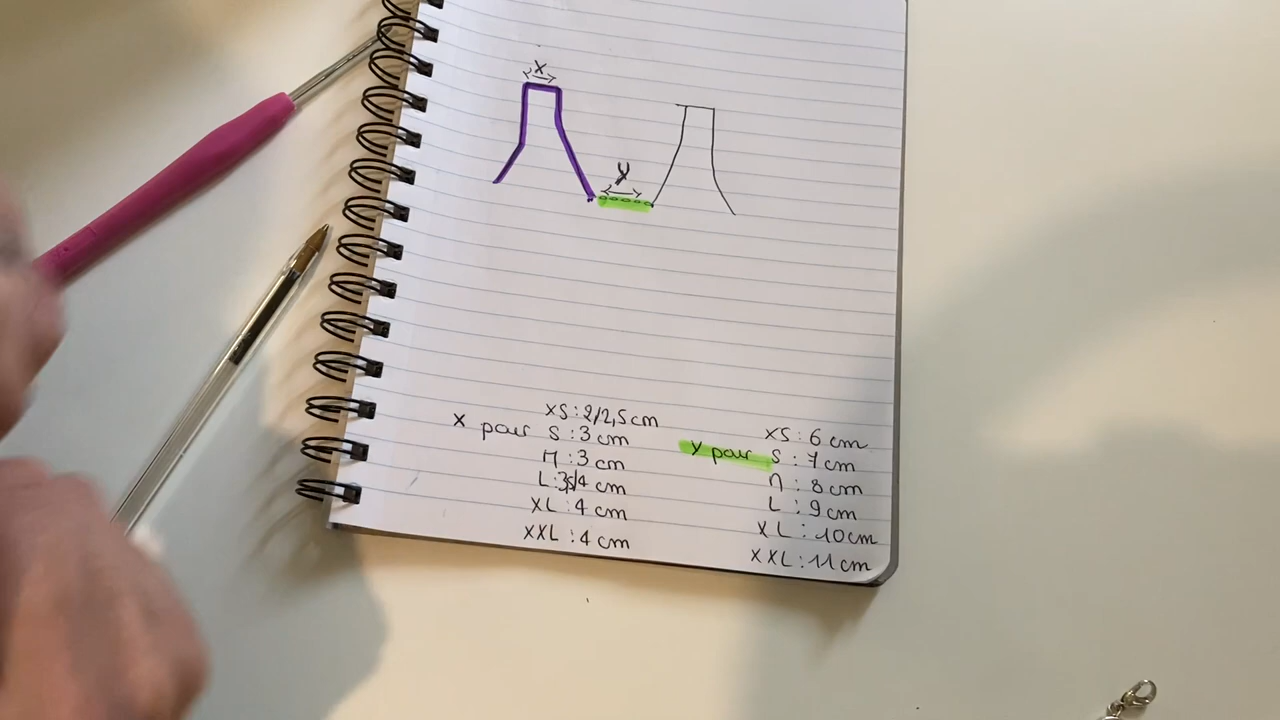 X
Y
XS : 2/2,5 cm
X pour S : 3 cm
M : 3 cm
L : 3,5/4 cm
XL : 4 cm
XXL : 4 cm
XS : 6 cm
Y pour S : 7 cm
M : 8 cm
L : 9 cm
XL : 10 cm
XXL : 11 cm